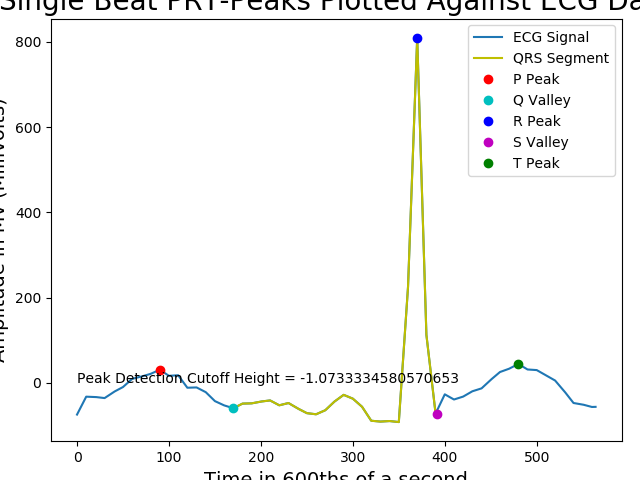 Single Beat PRT-Peaks Plotted Against ECG
ECG Signal
QRS Segment
P Peak
Q Valley
R Peak
S Valley
T Peak
Peak Detection Cutoff Height = -1.0733334580570653
800
600
400
200
0
0 100 200 300 400 500
Amplitude in MV (Millivolts)
Time in 600ths of a second